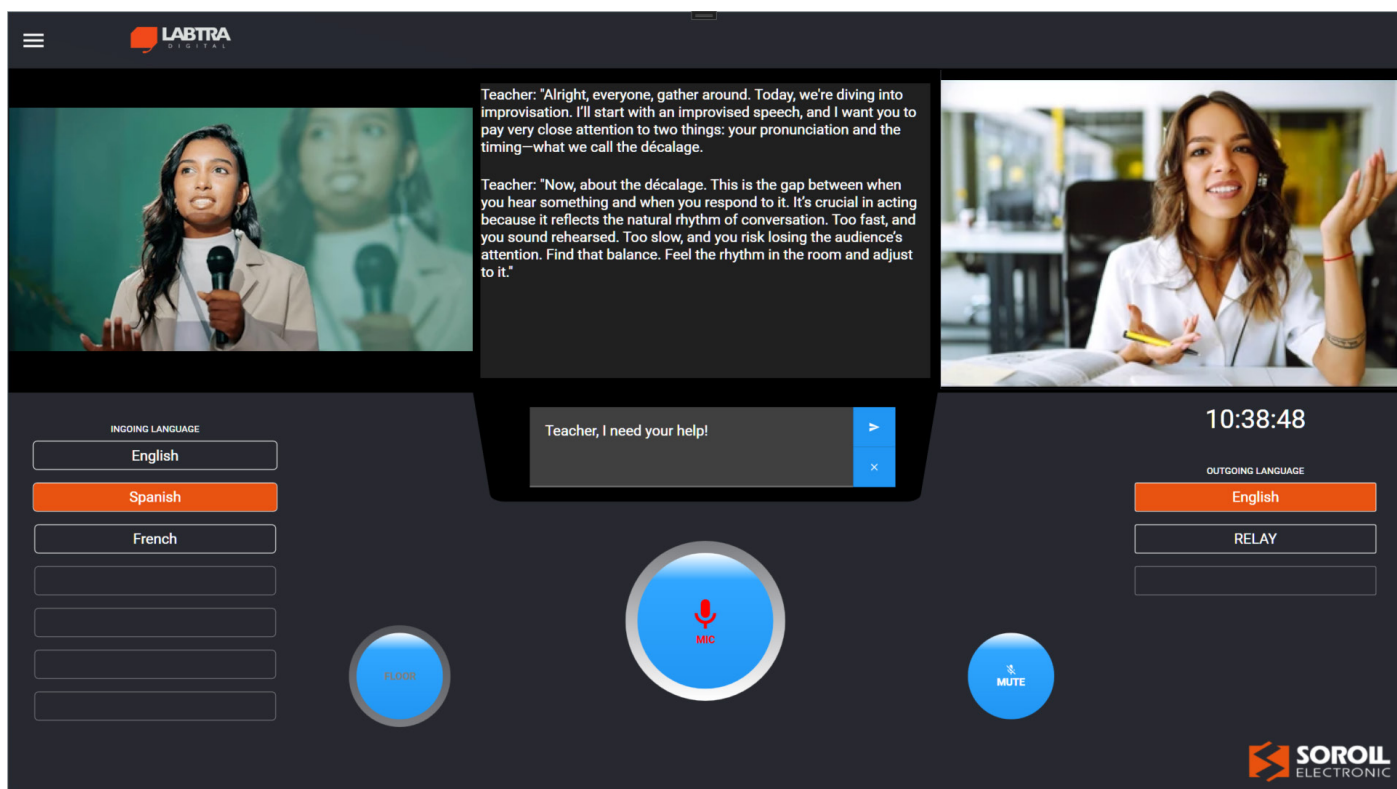 LABTRA
DIGITAL
Teacher: "Alright, everyone, gather around. Today, we're diving into
improvisation. I'll start with an improvised speech, and I want you to
pay very close attention to two things: your pronunciation and the
timing—what we call the décalage.
Teacher: "Now, about the décalage. This is the gap between when
you hear something and when you respond to it. It's crucial in acting
because it reflects the natural rhythm of conversation. Too fast, and
you sound rehearsed. Too slow, and you risk losing the audience's
attention. Find that balance. Feel the rhythm in the room and adjust
to it."
Teacher, I need your help!
INGOING LANGUAGE
English
Spanish
French
10:38:48
OUTGOING LANGUAGE
English
RELAY
FLOOR
MIC
MUTE
SOROLL
ELECTRONIC